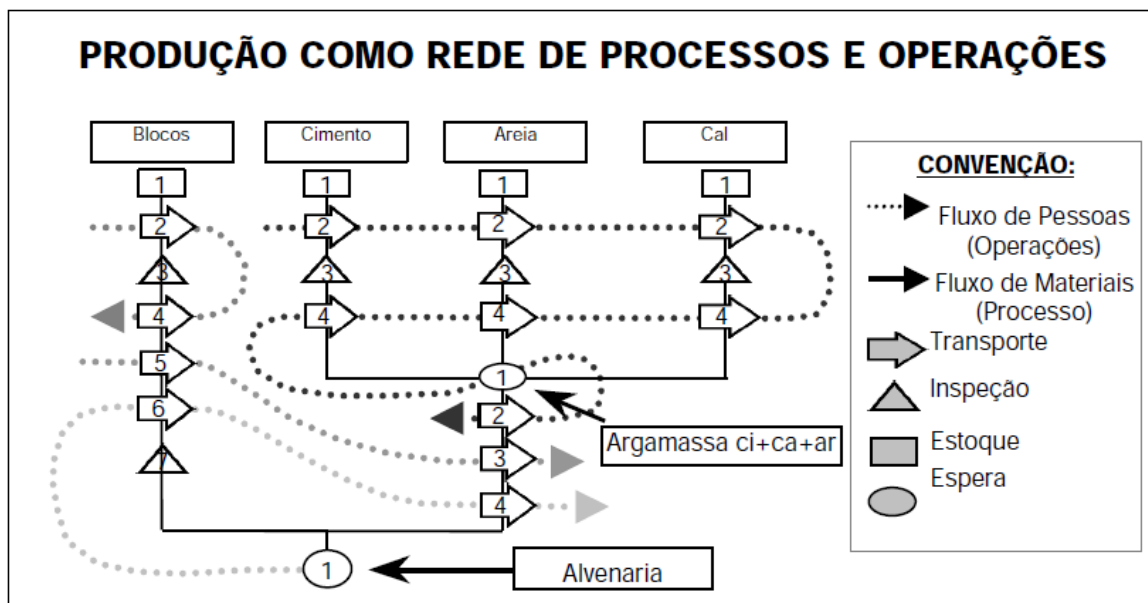 PRODUÇÃO COMO REDE DE PROCESSOS E OPERAÇÕES
Blocos
Cimento
Areia
Cal
1 1 1 1
2 2 2 2
3 3 3 3
4 4 4 4
5
1
6
2
7
3
4
1
Argamassa ci+ca+ar
Alvenaria
CONVENÇÃO:
Fluxo de Pessoas
(Operações)
Fluxo de Materiais
(Processo)
Transporte
Inspeção
Estoque
Espera